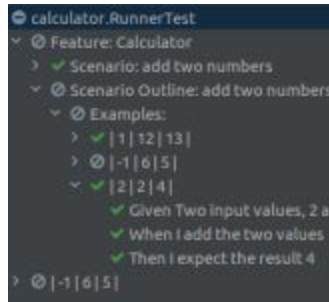 calculator.RunnerTest
Feature: Calculator
Scenario: add two numbers
Scenario Outline: add two numbers
Examples:
| 1 | 12 | 13 |
| -1 | 6 | 5 |
| 2 | 2 | 4 |
Given Two input values, 2 a
When I add the two values
Then I expect the result 4
| -1 | 6 | 5 |